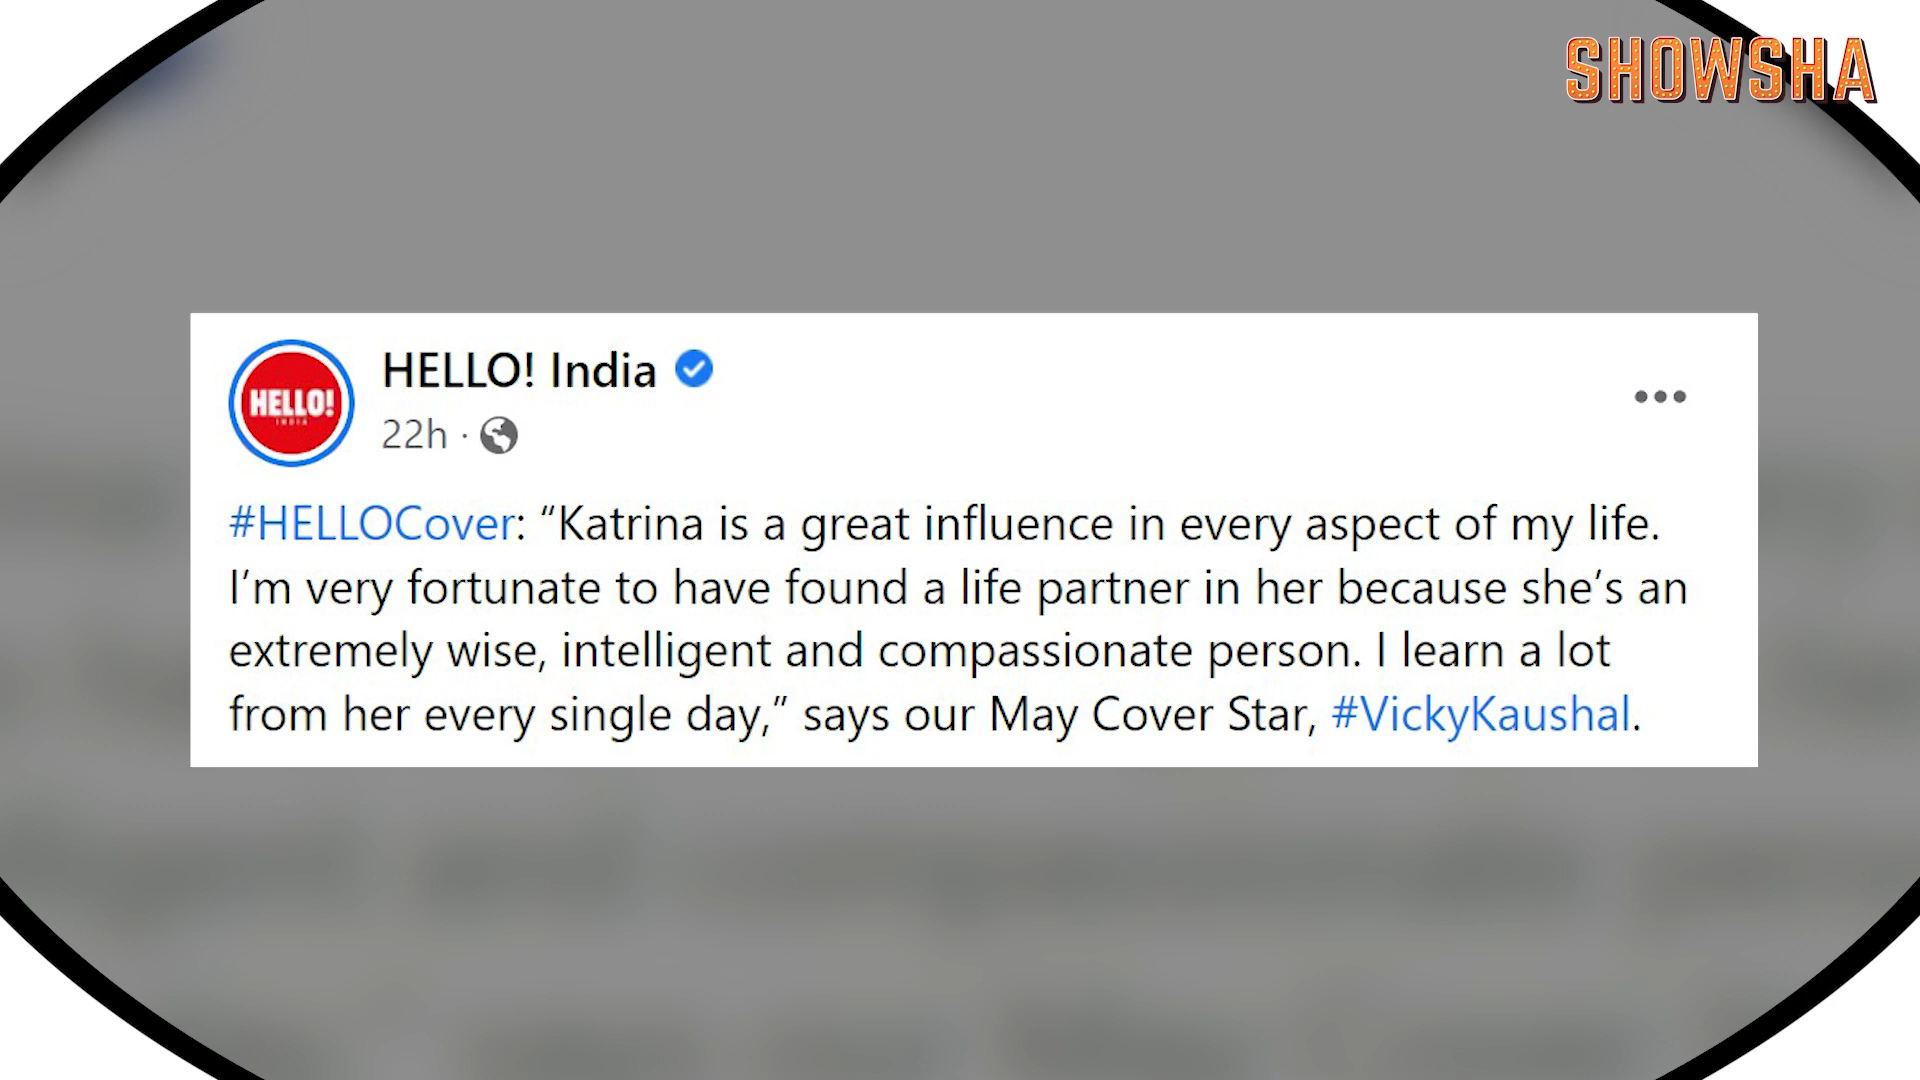 SHOWSHA
HELLO!
INDIA
HELLO! India
22h ·
#HELLOCover: “Katrina is a great influence in every aspect of my life.
I’m very fortunate to have found a life partner in her because she’s an
extremely wise, intelligent and compassionate person. I learn a lot
from her every single day,” says our May Cover Star, #VickyKaushal.